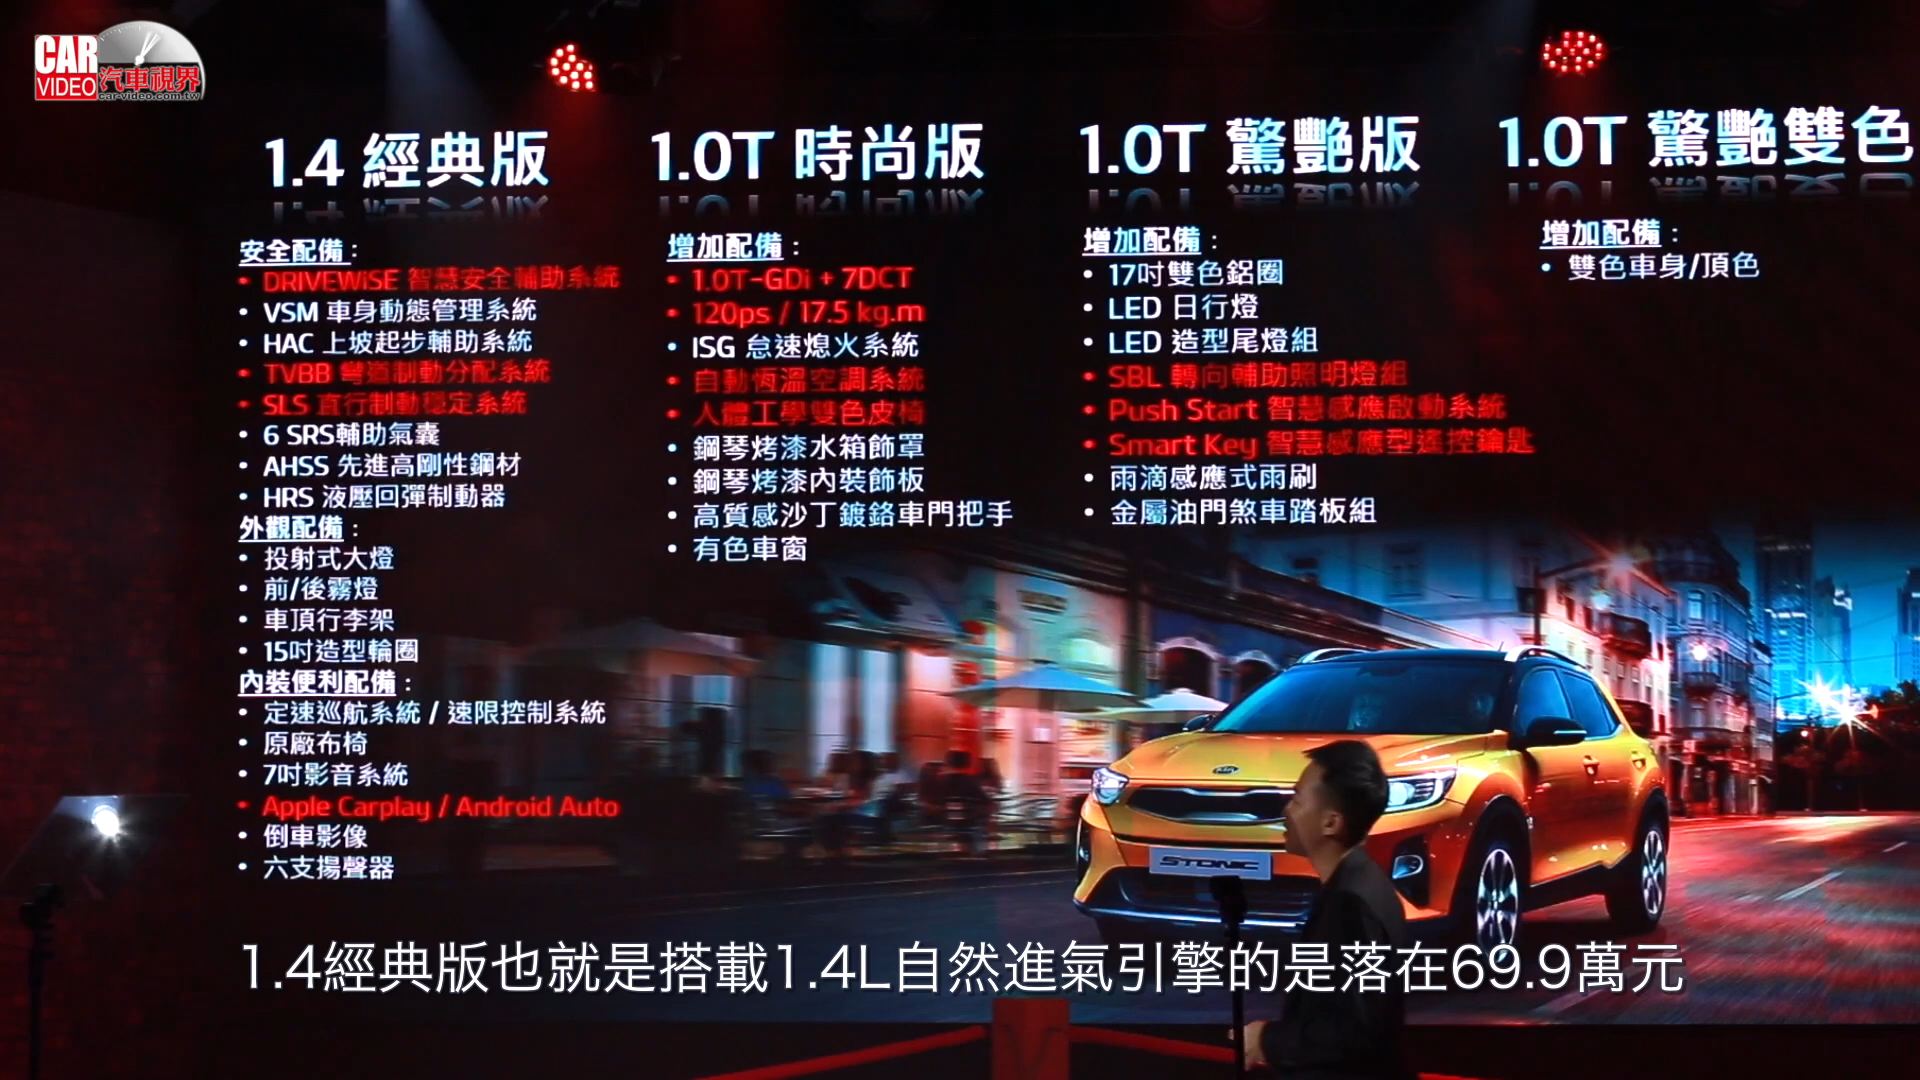 CAR
VIDEO 汽車視界
car-video.com.tw
1.4 經典版
安全配備：
• DRIVEWiSE 智慧安全輔助系統
• VSM 車身動態管理系統
• HAC 上坡起步輔助系統
• TVBB 彎道制動分配系統
• SLS 直行制動穩定系統
• 6 SRS輔助氣囊
• AHSS 先進高剛性鋼材
• HRS 液壓回彈制動器
外觀配備：
• 投射式大燈
• 前/後霧燈
• 車頂行李架
• 15吋造型輪圈
內裝便利配備：
• 定速巡航系統 / 速限控制系統
• 原廠布椅
• 7吋影音系統
• Apple Carplay / Android Auto
• 倒車影像
• 六支揚聲器
1.0T 時尚版
增加配備：
• 1.0T-GDi + 7DCT
• 120ps / 17.5 kg.m
• ISG 怠速熄火系統
• 自動恆溫空調系統
• 人體工學雙色皮椅
• 鋼琴烤漆水箱飾罩
• 鋼琴烤漆內裝飾板
• 高質感沙丁鍍鉻車門把手
• 有色車窗
1.0T 驚艷版
增加配備：
• 17吋雙色鋁圈
• LED 日行燈
• LED 造型尾燈組
• SBL 轉向輔助照明燈組
• Push Start 智慧感應啟動系統
• Smart Key 智慧感應型遙控鑰匙
• 雨滴感應式雨刷
• 金屬油門煞車踏板組
1.0T 驚艷雙色
增加配備：
• 雙色車身/頂色
KIA
STONIC
1.4經典版也就是搭載1.4L自然進氣引擎的是落在69.9萬元